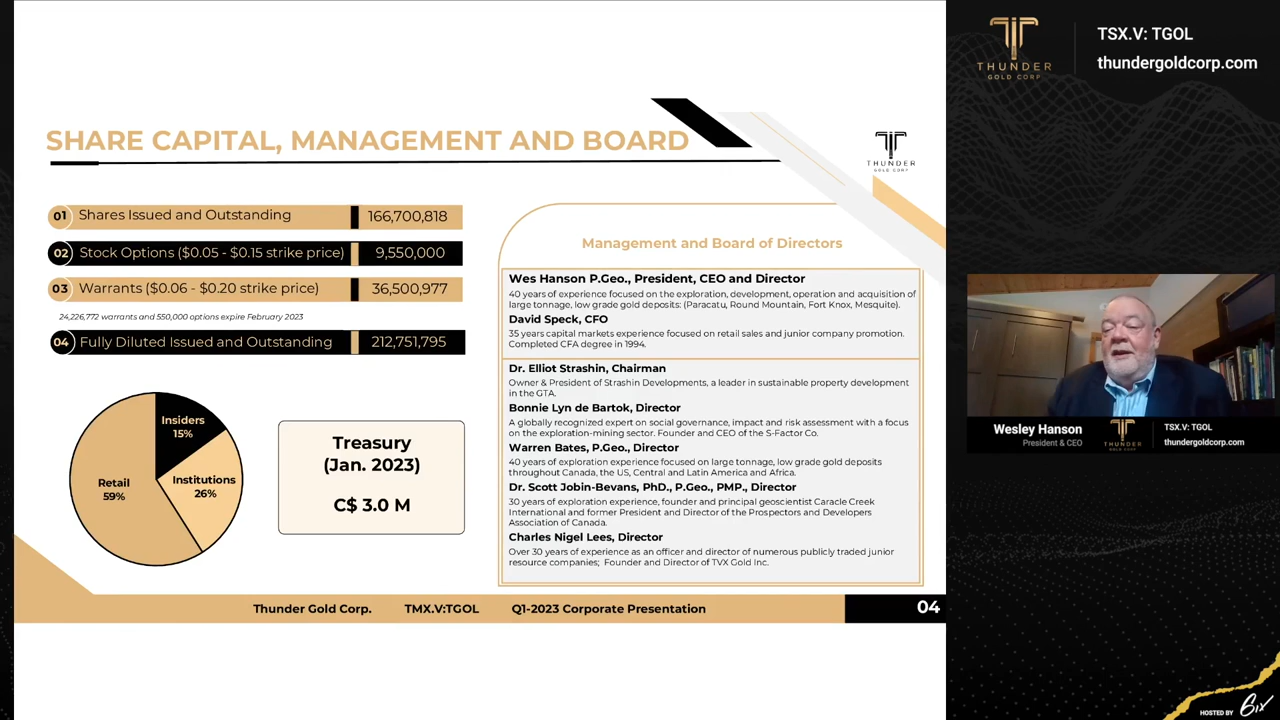 SHARE CAPITAL, MANAGEMENT AND BOARD
THUNDER
GOLD CORP
01 Shares Issued and Outstanding 166,700,818
02 Stock Options ($0.05 - $0.15 strike price) 9,550,000
03 Warrants ($0.06 - $0.20 strike price) 36,500,977
24,226,772 warrants and 550,000 options expire February 2023
04 Fully Diluted Issued and Outstanding 212,751,795
Insiders
15%
Institutions
26%
Retail
59%
Treasury
(Jan. 2023)
C$ 3.0 M
Management and Board of Directors
Wes Hanson P.Geo., President, CEO and Director
40 years of experience focused on the exploration, development, operation and acquisition of
large tonnage, low grade gold deposits: (Paracatu, Round Mountain, Fort Knox, Mesquite).
David Speck, CFO
35 years capital markets experience focused on retail sales and junior company promotion.
Completed CFA degree in 1994.
Dr. Elliot Strashin, Chairman
Owner & President of Strashin Developments, a leader in sustainable property development
in the GTA.
Bonnie Lyn de Bartok, Director
A globally recognized expert on social governance, impact and risk assessment with a focus
on the exploration-mining sector. Founder and CEO of the S-Factor Co.
Warren Bates, P.Geo., Director
40 years of exploration experience focused on large tonnage, low grade gold deposits
throughout Canada, the US, Central and Latin America and Africa.
Dr. Scott Jobin-Bevans, PhD., P.Geo., PMP., Director
30 years of exploration experience, founder and principal geoscientist Caracle Creek
International and former President and Director of the Prospectors and Developers
Association of Canada.
Charles Nigel Lees, Director
Over 30 years of experience as an officer and director of numerous publicly traded junior
resource companies; Founder and Director of TVX Gold Inc.
Thunder Gold Corp. TMX.V:TGOL Q1-2023 Corporate Presentation
04
THUNDER
GOLD CORP
TSX.V: TGOL
thundergoldcorp.com
Wesley Hanson
President & CEO
THUNDER
GOLD CORP
TSX.V: TGOL
thundergoldcorp.com
HOSTED BY 6ix